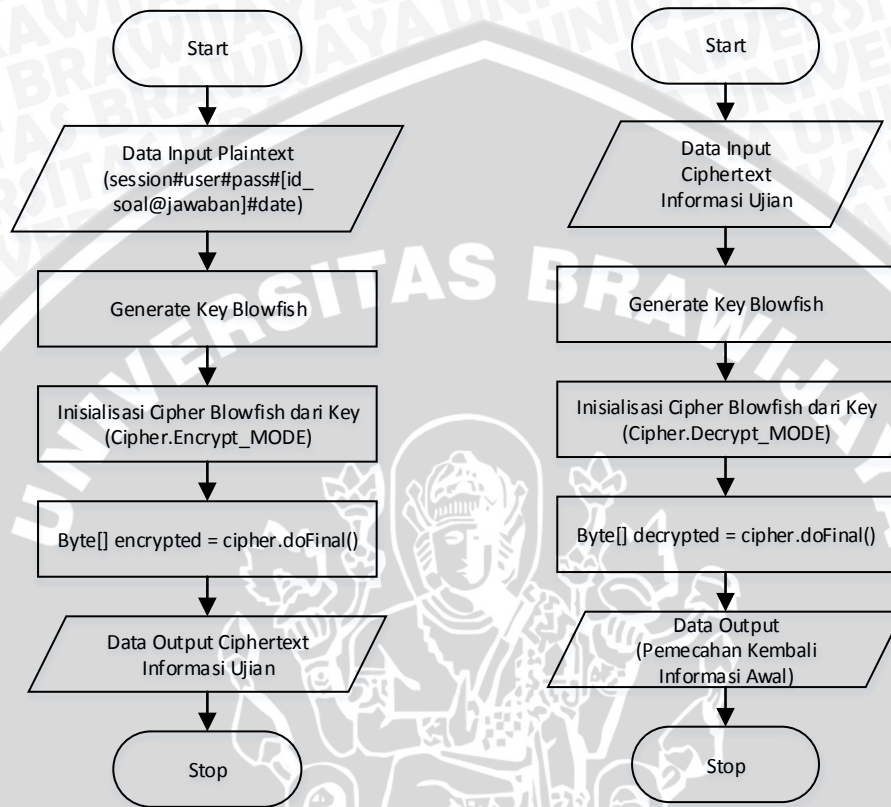 Start
Data Input Plaintext
(session#user#pass#[id_
soal@jawaban]#date)
Generate Key Blowfish
Inisialisasi Cipher Blowfish dari Key
(Cipher.Encrypt_MODE)
Byte[] encrypted = cipher.doFinal()
Data Output Ciphertext
Informasi Ujian
Stop
Start
Data Input
Ciphertext
Informasi Ujian
Generate Key Blowfish
Inisialisasi Cipher Blowfish dari Key
(Cipher.Decrypt_MODE)
Byte[] decrypted = cipher.doFinal()
Data Output
(Pemecahan Kembali
Informasi Awal)
Stop
UNIVERSITAS BRAWIJAYA